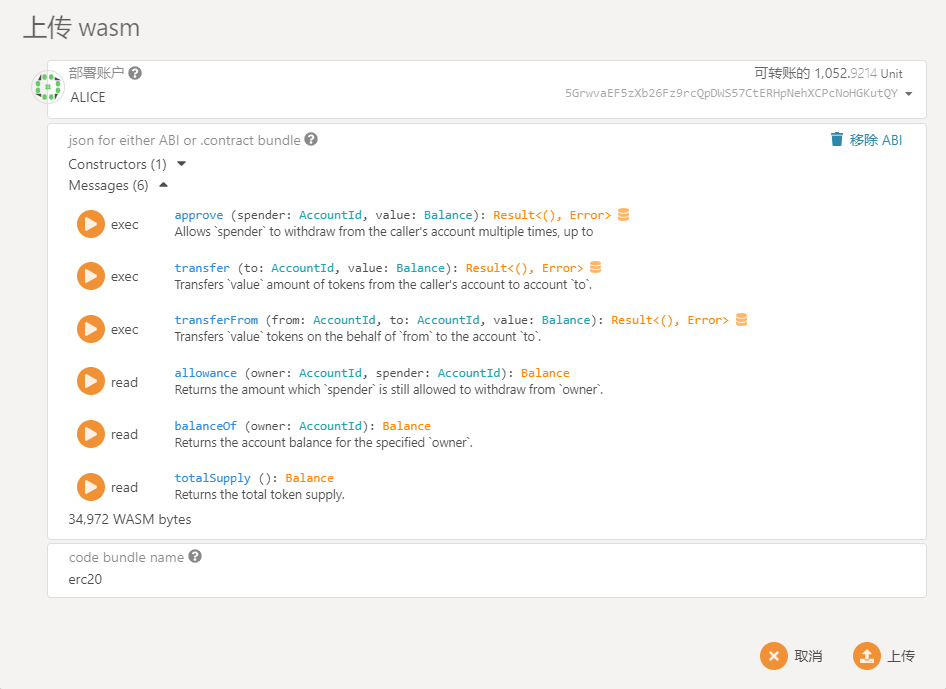 上传 wasm
部署账户
可转账的 1,052.9214 Unit
ALICE
5GrwvaEF5zXb26Fz9rcQpDWS57CtERHpNehXCPcNoHGKutQY
json for either ABI or .contract bundle
移除 ABI
Constructors (1)
Messages (6)
exec
approve (spender: AccountId, value: Balance): Result<(), Error>
Allows `spender` to withdraw from the caller's account multiple times, up to
exec
transfer (to: AccountId, value: Balance): Result<(), Error>
Transfers `value` amount of tokens from the caller's account to account `to`.
exec
transferFrom (from: AccountId, to: AccountId, value: Balance): Result<(), Error>
Transfers `value` tokens on the behalf of `from` to the account `to`.
read
allowance (owner: AccountId, spender: AccountId): Balance
Returns the amount which `spender` is still allowed to withdraw from `owner`.
read
balanceOf (owner: AccountId): Balance
Returns the account balance for the specified `owner`.
read
totalSupply (): Balance
Returns the total token supply.
34,972 WASM bytes
code bundle name
erc20
取消
上传